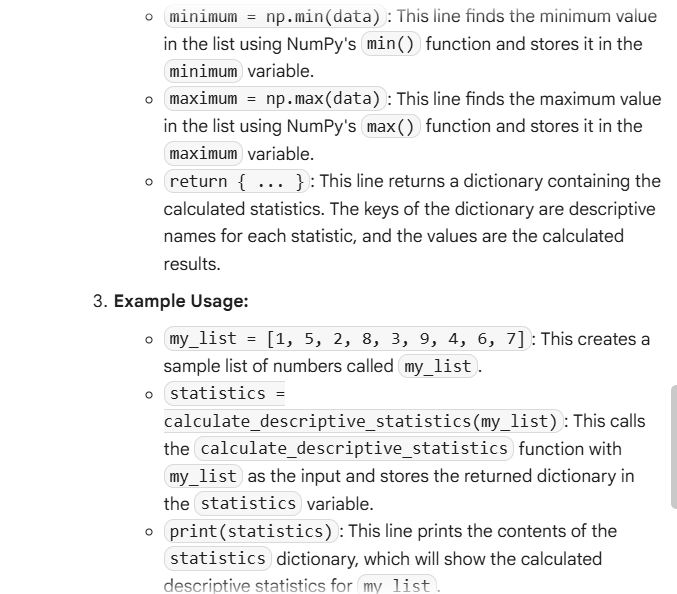 minimum = np.min(data): This line finds the minimum value
in the list using NumPy's min() function and stores it in the
minimum variable.
maximum = np.max(data): This line finds the maximum value
in the list using NumPy's max() function and stores it in the
maximum variable.
return { ... }: This line returns a dictionary containing the
calculated statistics. The keys of the dictionary are descriptive
names for each statistic, and the values are the calculated
results.
3. Example Usage:
my_list = [1, 5, 2, 8, 3, 9, 4, 6, 7]: This creates a
sample list of numbers called my_list.
statistics =
calculate_descriptive_statistics(my_list): This calls
the calculate_descriptive_statistics function with
my_list as the input and stores the returned dictionary in
the statistics variable.
print(statistics): This line prints the contents of the
statistics dictionary, which will show the calculated
descriptive statistics for my_list.